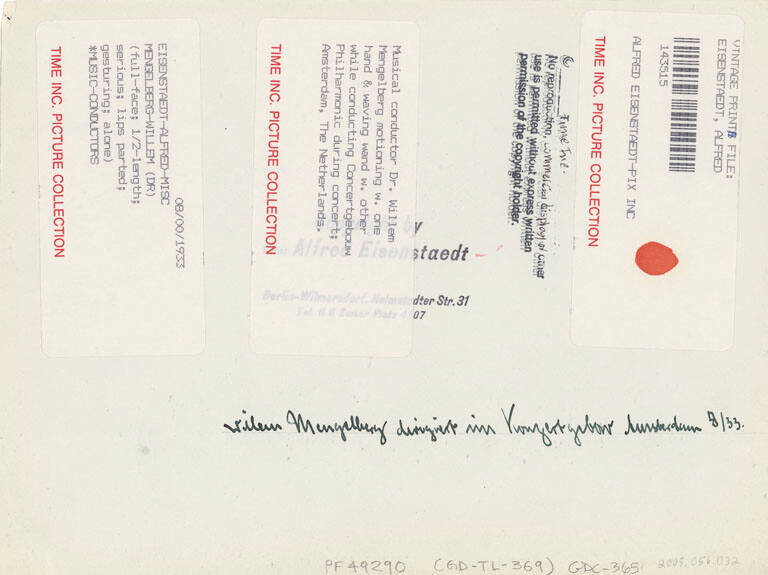 EISENSTAEDT-ALFRED-MISC
08/00/1933
MENGELBERG-WILLEM (DR)
(full-face; 1/2-length;
serious; lips parted;
gesturing; alone)
*MUSIC-CONDUCTORS
TIME INC. PICTURE COLLECTION
Musical conductor Dr. Willem
Mengelberg motioning w. one
hand & waving wand w. other
while conducting Concertgebouw
Philharmonic during concert;
Amsterdam, The Netherlands.
TIME INC. PICTURE COLLECTION
© Time Inc.
No reproduction, commercial display or other
use is permitted without express written
permission of the copyright holder.
VINTAGE PRINTS FILE:
EISENSTAEDT, ALFRED
143515
ALFRED EISENSTAEDT-PIX INC
TIME INC. PICTURE COLLECTION
by
Alfred Eisenstaedt
Berlin-Wilmersdorf, Helmstedter Str. 31
07
Willem Mengelberg dirigiert im Konzertgebow Amsterdam 8/33.
PF49290 (GD-TL-369) GDC-365 2005.056.032